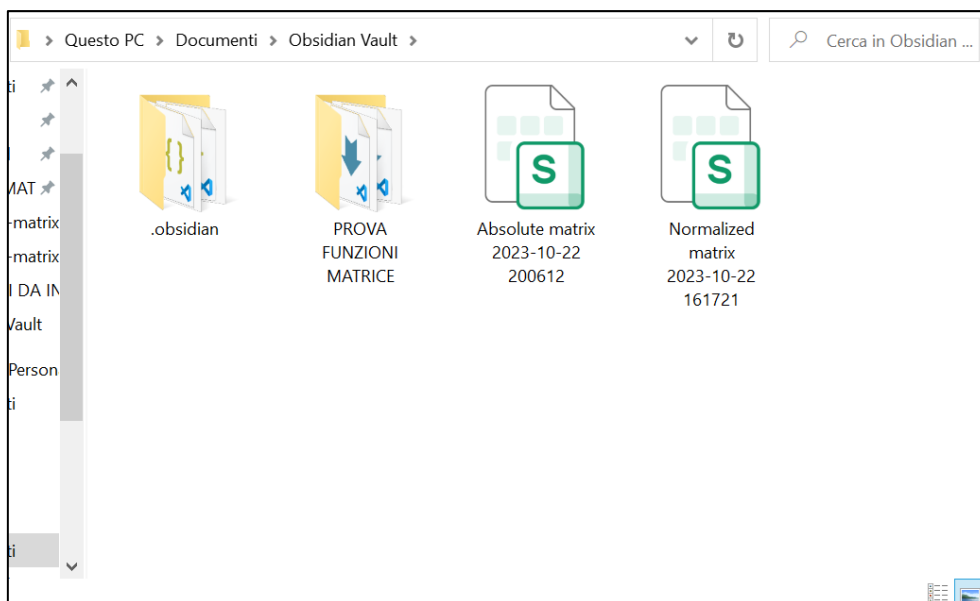 Questo PC > Documenti > Obsidian Vault >
Cerca in Obsidian ...
ti
MAT
-matrix
-matrix
I DA IN
Vault
Person
ti
ti
.obsidian
PROVA
FUNZIONI
MATRICE
S
Absolute matrix
2023-10-22
200612
S
Normalized
matrix
2023-10-22
161721